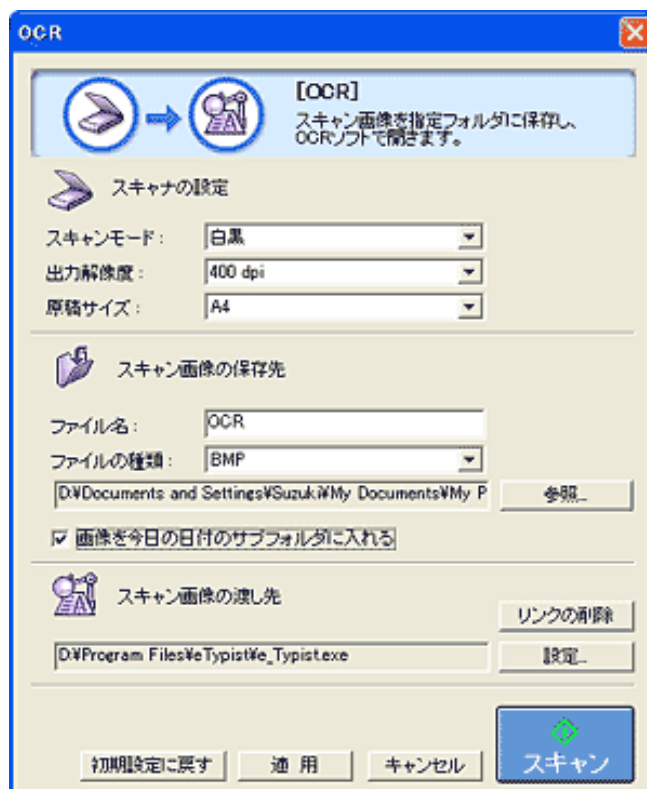 OCR
[OCR]
スキャン画像を指定フォルダに保存し、
OCRソフトで開きます。
スキャナの設定
スキャンモード：
白黒
出力解像度：
400 dpi
原稿サイズ：
A4
スキャン画像の保存先
ファイル名：
OCR
ファイルの種類：
BMP
D:¥Documents and Settings¥Suzuki¥My Documents¥My P
参照...
画像を今日の日付のサブフォルダに入れる
スキャン画像の渡し先
リンクの削除
D:¥Program Files¥eTypist¥e_Typist.exe
設定...
初期設定に戻す
適 用
キャンセル
スキャン